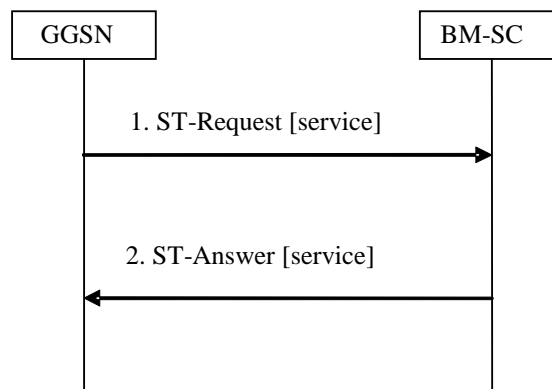 GGSN
BM-SC
1. ST-Request [service]
2. ST-Answer [service]